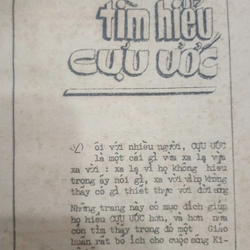 tìm hiểu
CỰU ƯỚC
Đối với nhiều người, CỰU ƯỚC
là một cái gì vừa xa lạ vừa
xa vời : xa lạ vì họ không hiểu
trong ấy nói gì, xa vời vì họ không
thấy có gì thiết thực với đời sống
Những trang này có mục đích giúp
họ hiểu CỰU ƯỚC hơn, và hơn nữa
còn tìm thấy trong đó một Giáo
huấn rất bổ ích cho cuộc sống Ki-